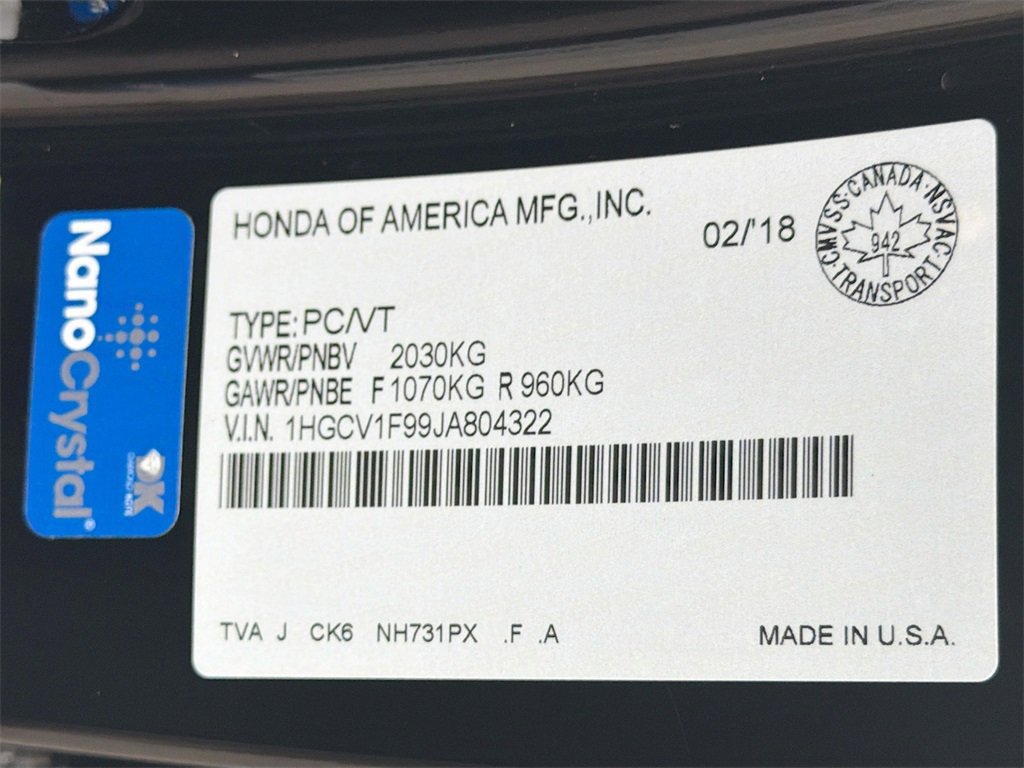 HONDA OF AMERICA MFG.,INC.
02/'18
CMVSS·CANADA·NSVAC·
942
TRANSPORT
TYPE: PC/VT
GVWR/PNBV 2030KG
GAWR/PNBE F 1070KG R 960KG
V.I.N. 1HGCV1F99JA804322
TVA J CK6 NH731PX .F .A
MADE IN U.S.A.
NanoCrystal®
DK